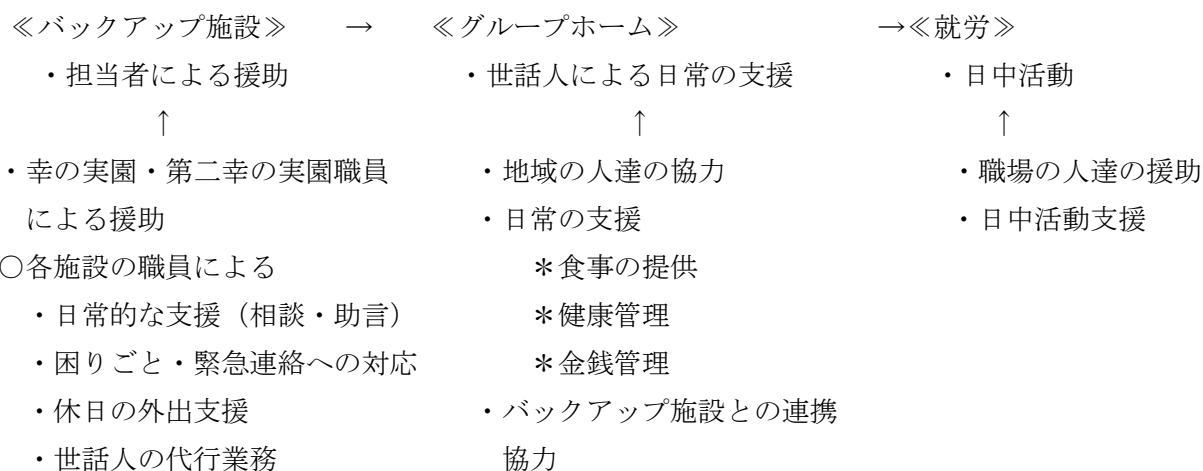 ≪バックアップ施設≫ → ≪グループホーム≫ →≪就労≫
・担当者による援助 ・世話人による日常の支援 ・日中活動
↑ ↑ ↑
・幸の実園・第二幸の実園職員 ・地域の人達の協力 ・職場の人達の援助
による援助 ・日常の支援 ・日中活動支援
○各施設の職員による ＊食事の提供
・日常的な支援（相談・助言） ＊健康管理
・困りごと・緊急連絡への対応 ＊金銭管理
・休日の外出支援 ・バックアップ施設との連携
・世話人の代行業務 協力